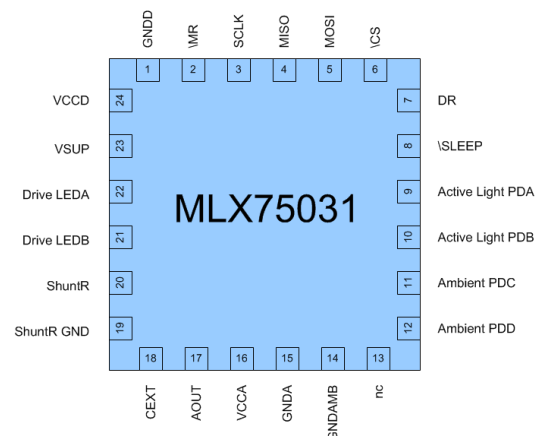 GNDD
\MR
SCLK
MISO
MOSI
\CS
1
2
3
4
5
6
VCCD
24
7
DR
VSUP
23
8
\SLEEP
Drive LEDA
22
9
Active Light PDA
MLX75031
Drive LEDB
21
10
Active Light PDB
ShuntR
20
11
Ambient PDC
ShuntR GND
19
12
Ambient PDD
18
17
16
15
14
13
CEXT
AOUT
VCCA
GNDA
GNDAMB
nc